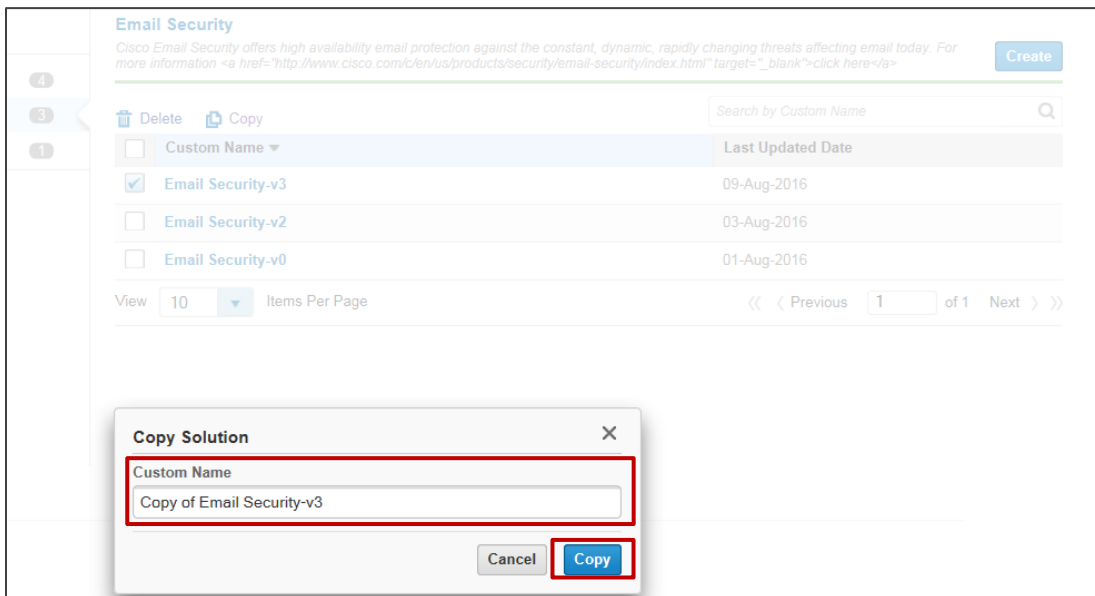 Email Security
Cisco Email Security offers high availability email protection against the constant, dynamic, rapidly changing threats affecting email today. For
more information <a href="http://www.cisco.com/c/en/us/products/security/email-security/index.html" target="_blank">click here</a>
Create
4
3
1
Delete Copy
Search by Custom Name
Custom Name Last Updated Date
Email Security-v3 09-Aug-2016
Email Security-v2 03-Aug-2016
Email Security-v0 01-Aug-2016
View 10 Items Per Page Previous 1 of 1 Next
Copy Solution
Custom Name
Copy of Email Security-v3
Cancel Copy